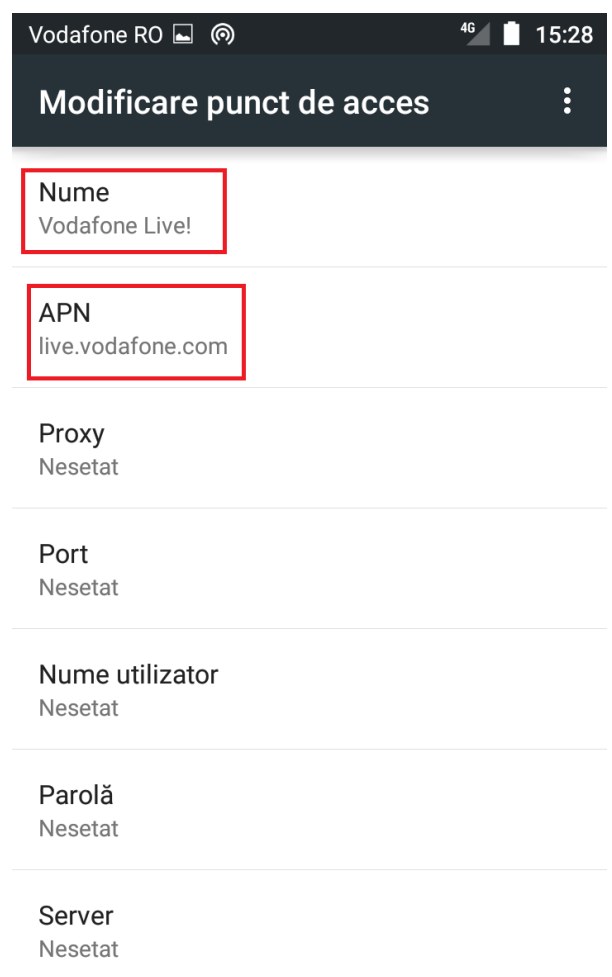 Vodafone RO 4G 15:28
Modificare punct de acces
Nume
Vodafone Live!
APN
live.vodafone.com
Proxy
Nesetat
Port
Nesetat
Nume utilizator
Nesetat
Parolă
Nesetat
Server
Nesetat